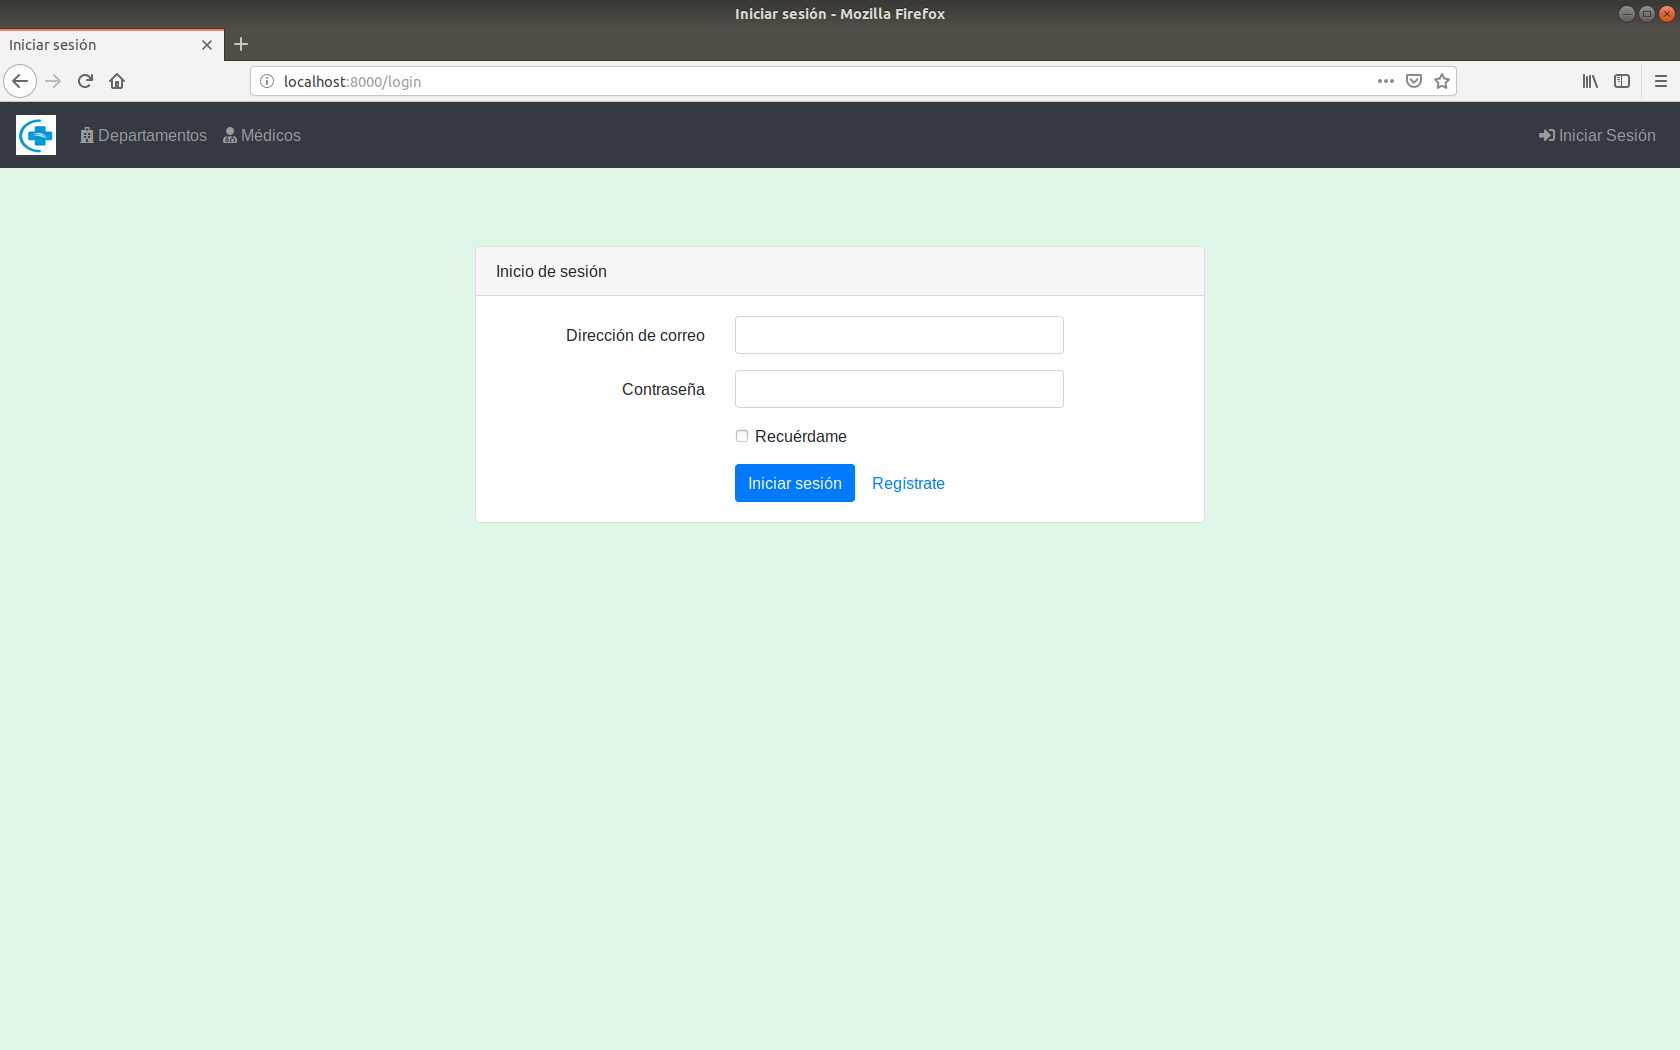 Iniciar sesión - Mozilla Firefox
Iniciar sesión
localhost:8000/login
Departamentos Médicos Iniciar Sesión
Inicio de sesión
Dirección de correo
Contraseña
Recuérdame
Iniciar sesión Regístrate